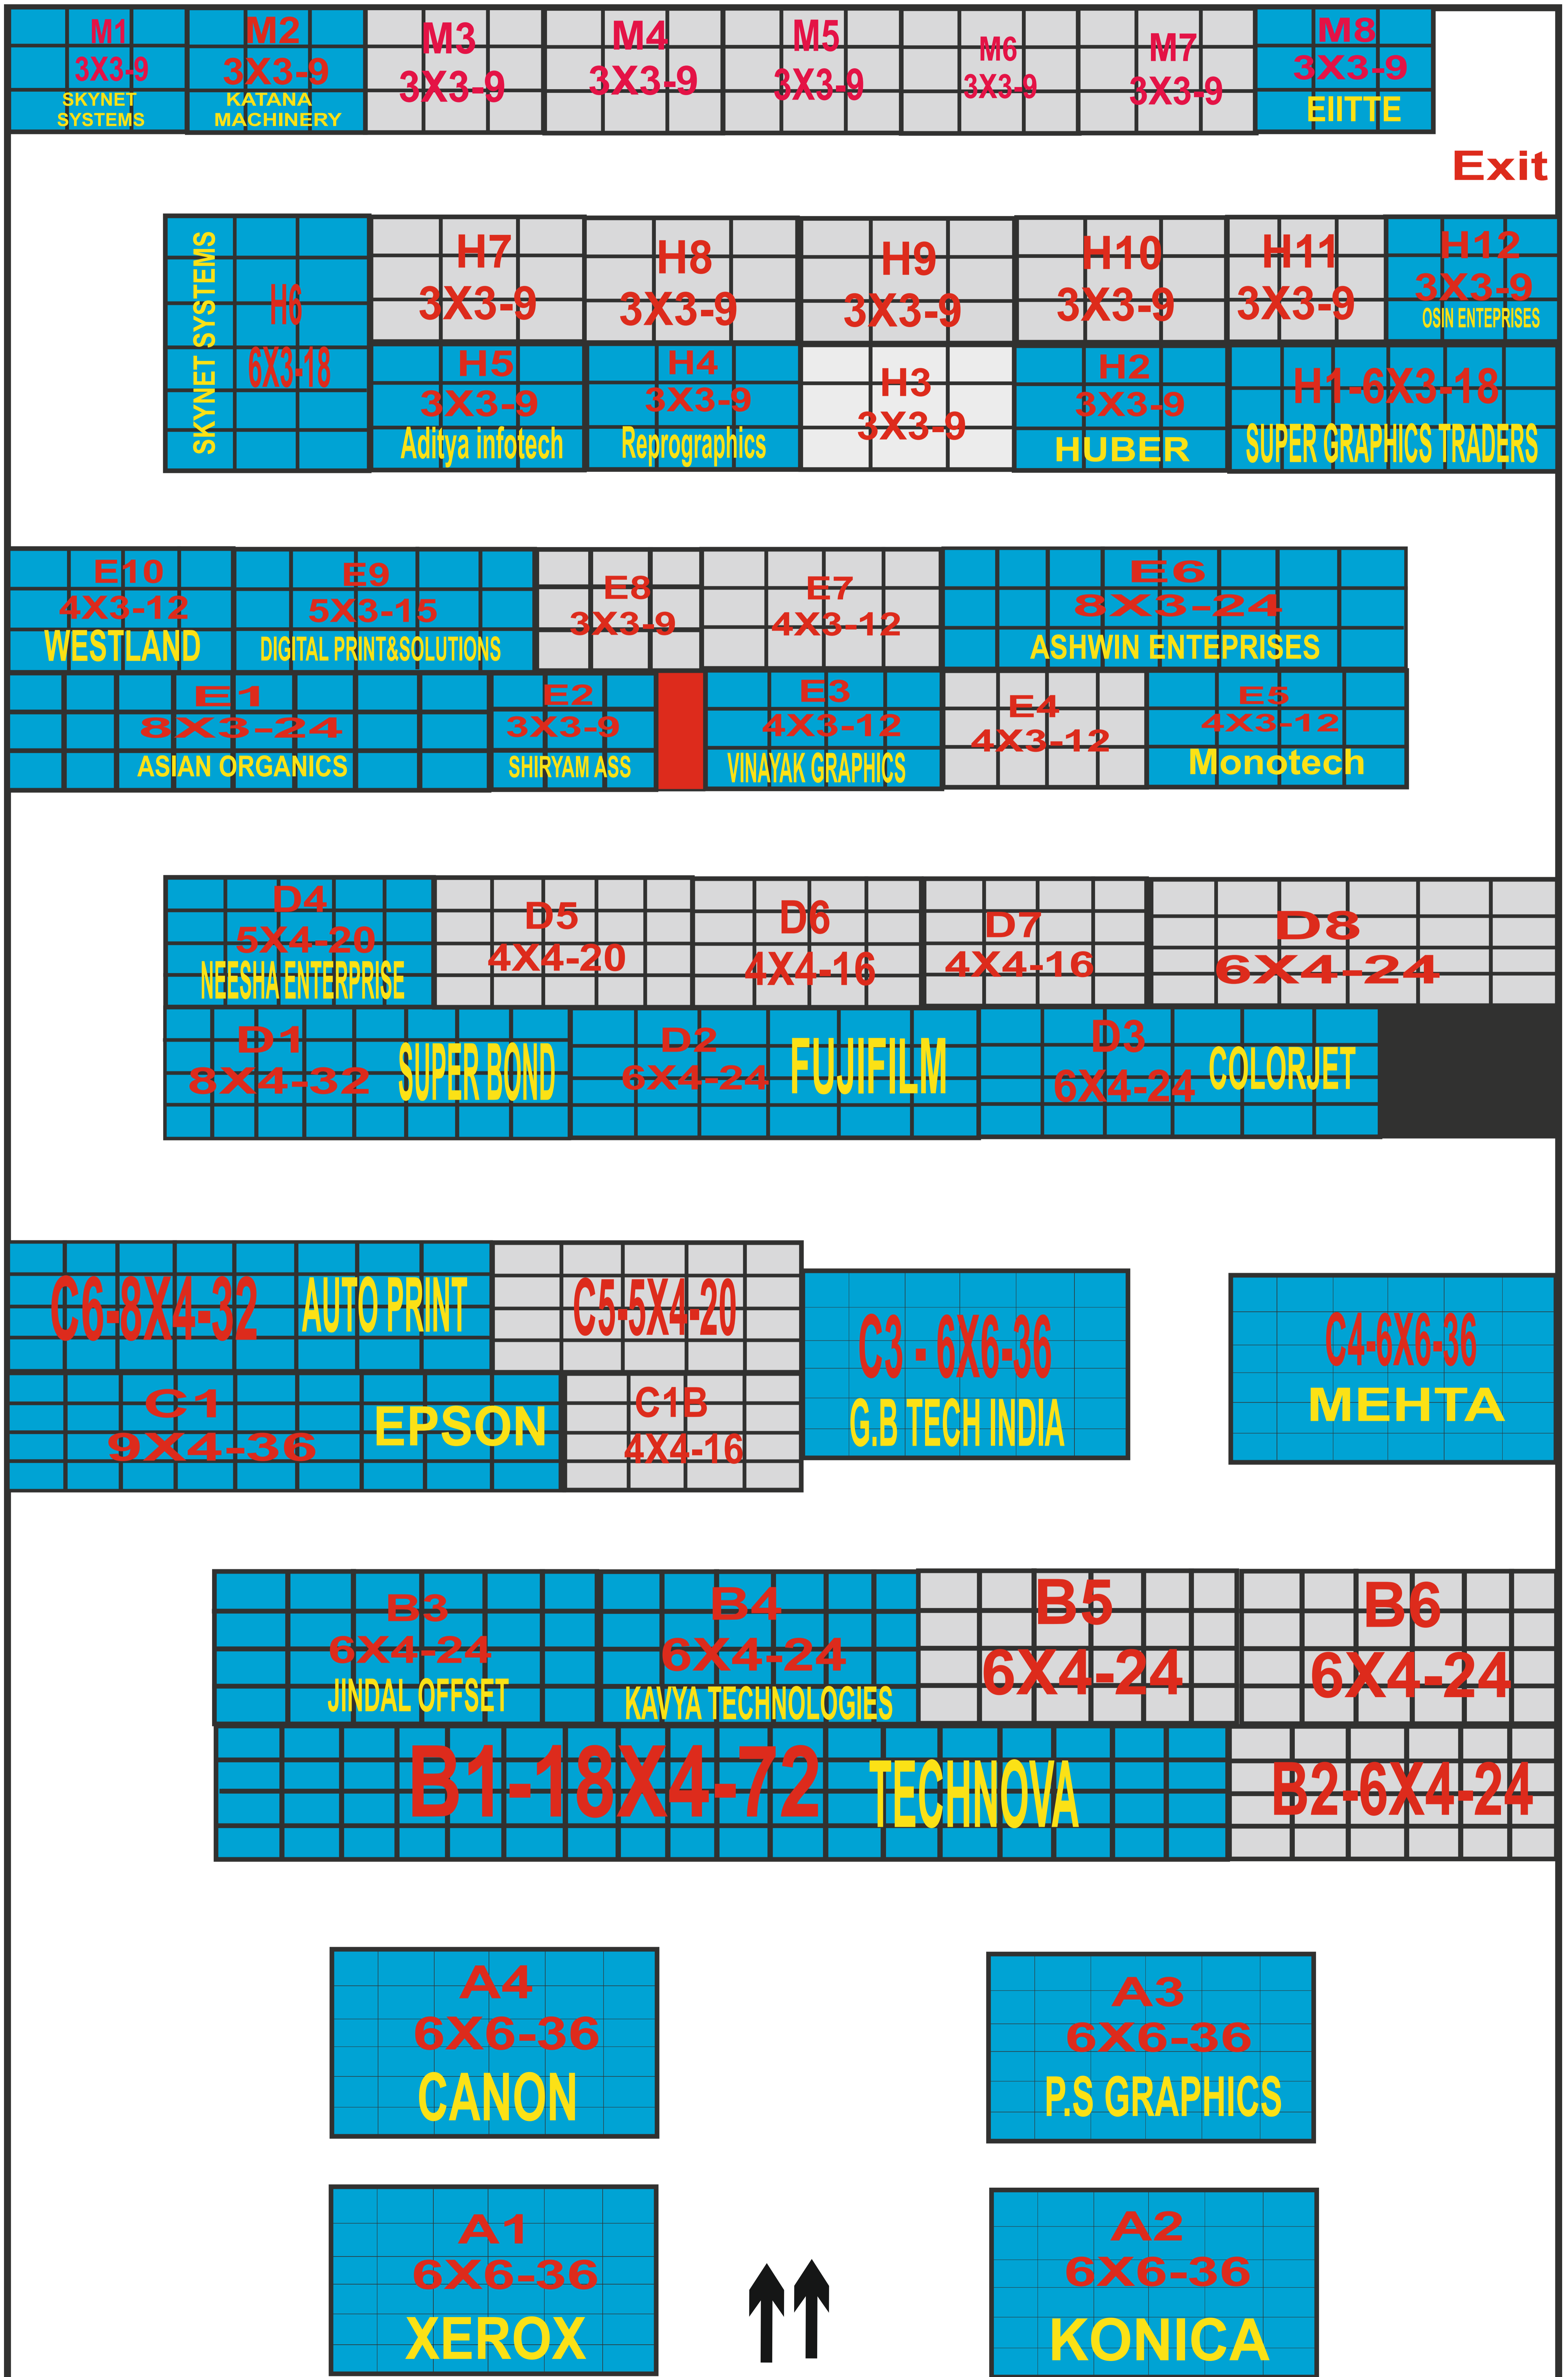 M1
3X3-9
SKYNET
SYSTEMS
M2
3X3-9
KATANA
MACHINERY
M3
3X3-9
M4
3X3-9
M5
3X3-9
M6
3X3-9
M7
3X3-9
M8
3X3-9
EIITTE
Exit
SKYNET SYSTEMS
H6
6X3-18
H7
3X3-9
H8
3X3-9
H9
3X3-9
H10
3X3-9
H11
3X3-9
H12
3X3-9
OSIN ENTEPRISES
H5
3X3-9
Aditya infotech
H4
3X3-9
Reprographics
H3
3X3-9
H2
3X3-9
HUBER
H1-6X3-18
SUPER GRAPHICS TRADERS
E10
4X3-12
WESTLAND
E9
5X3-15
DIGITAL PRINT&SOLUTIONS
E8
3X3-9
E7
4X3-12
E6
8X3-24
ASHWIN ENTEPRISES
E1
8X3-24
ASIAN ORGANICS
E2
3X3-9
SHIRYAM ASS
E3
4X3-12
VINAYAK GRAPHICS
E4
4X3-12
E5
4X3-12
Monotech
D4
5X4-20
NEESHA ENTERPRISE
D5
4X4-20
D6
4X4-16
D7
4X4-16
D8
6X4-24
D1
8X4-32
SUPER BOND
D2
6X4-24
FUJIFILM
D3
6X4-24
COLORJET
C6-8X4-32
AUTO PRINT
C5-5X4-20
C3 - 6X6-36
G.B TECH INDIA
C4-6X6-36
MEHTA
C1
9X4-36
EPSON
C1B
4X4-16
B3
6X4-24
JINDAL OFFSET
B4
6X4-24
KAVYA TECHNOLOGIES
B5
6X4-24
B6
6X4-24
B1-18X4-72
TECHNOVA
B2-6X4-24
A4
6X6-36
CANON
A3
6X6-36
P.S GRAPHICS
A1
6X6-36
XEROX
A2
6X6-36
KONICA